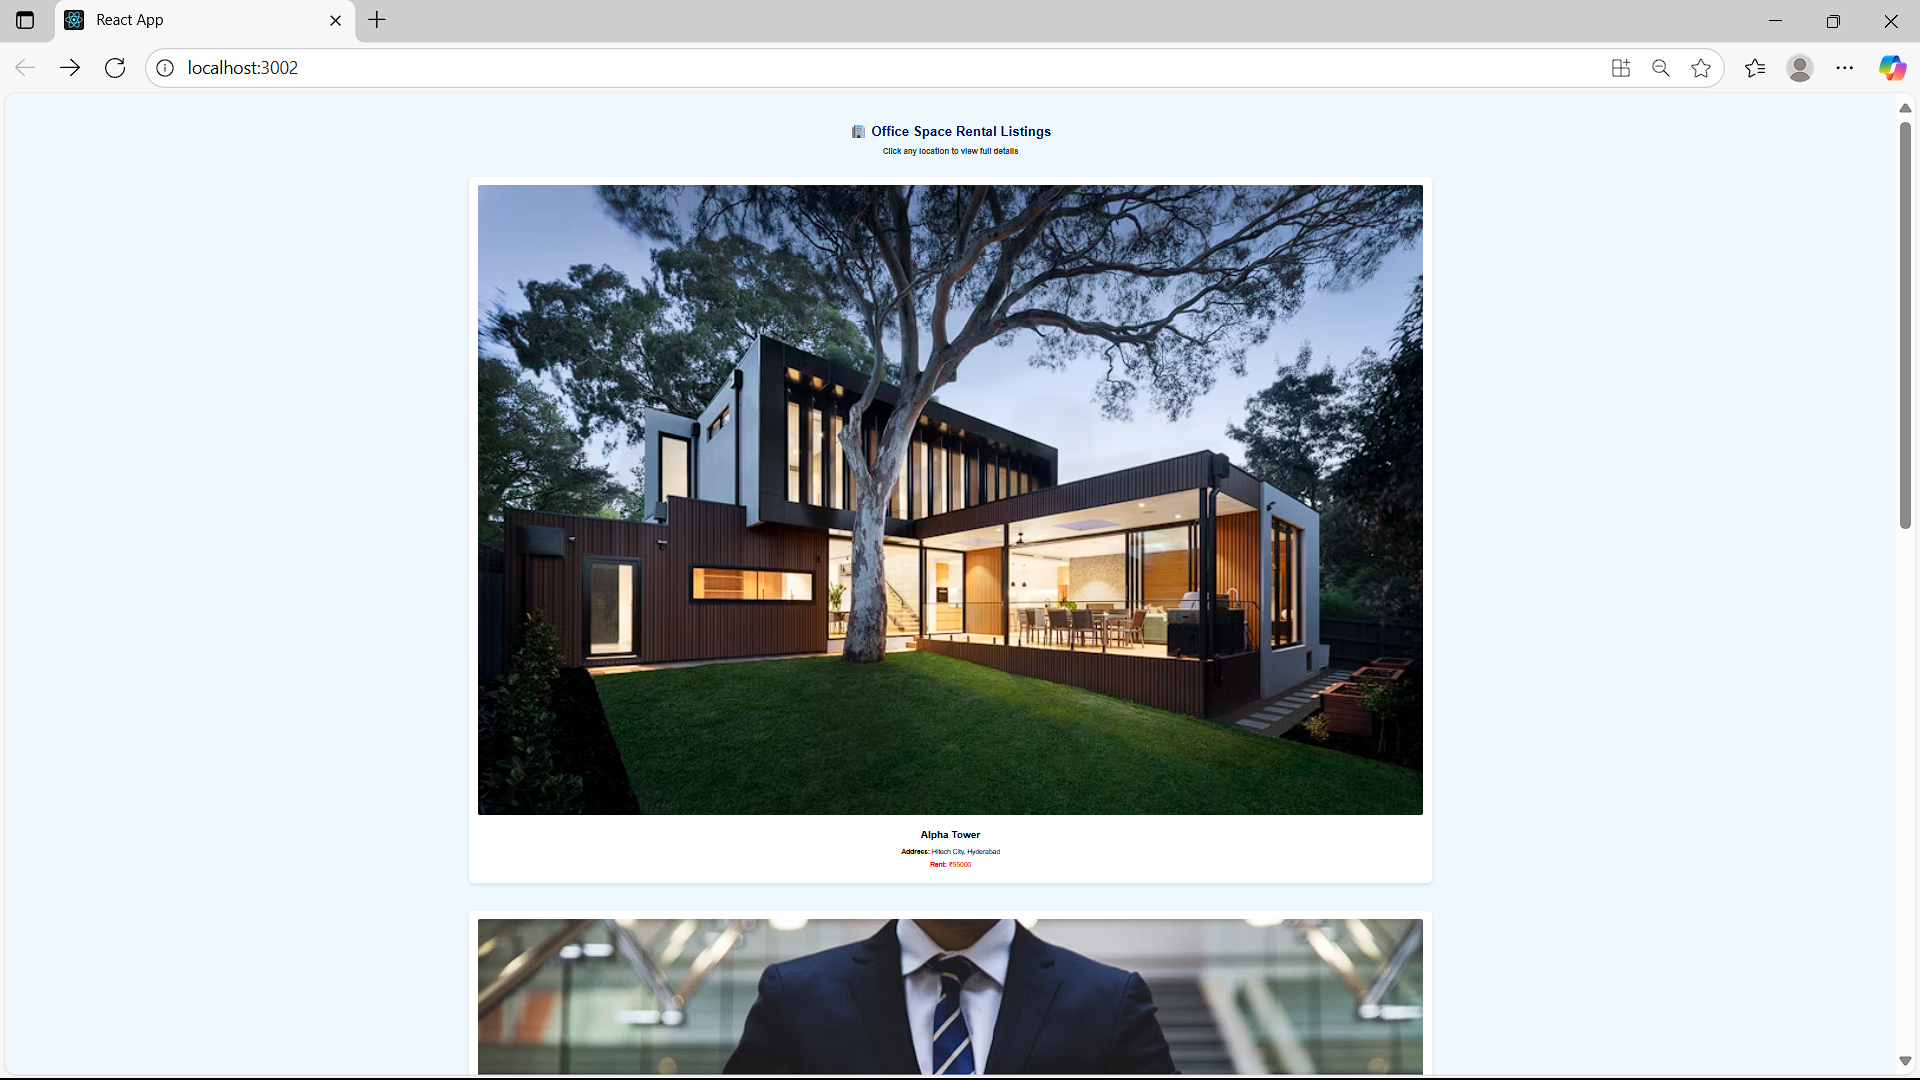 React App
localhost:3002
Office Space Rental Listings
Click any location to view full details
Alpha Tower
Address: Hitech City, Hyderabad
Rent: ₹55000